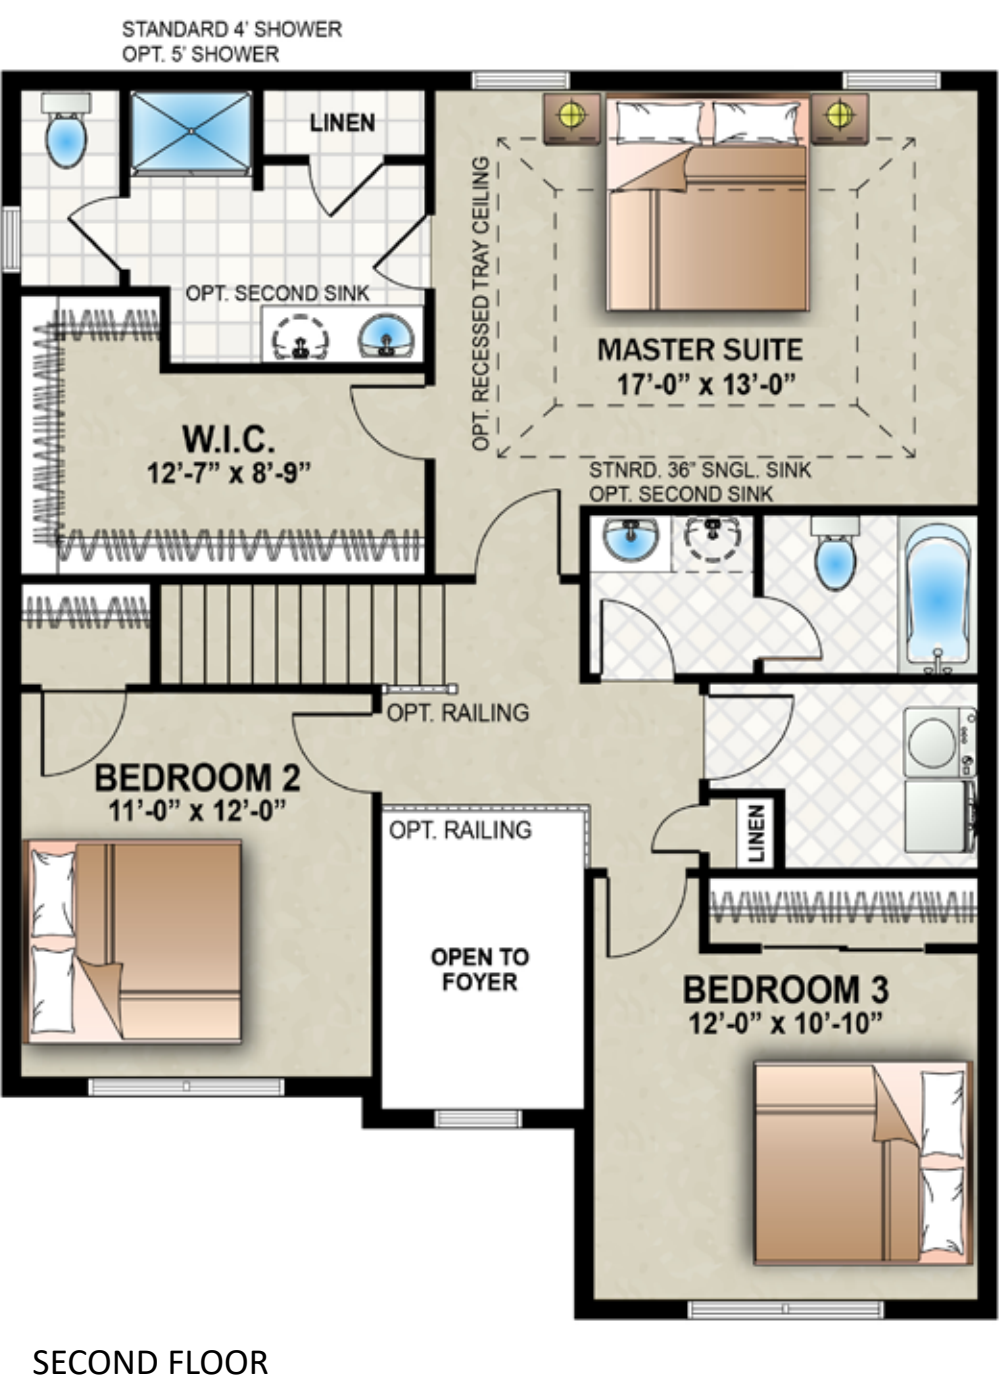 STANDARD 4' SHOWER
OPT. 5' SHOWER
LINEN
OPT. RECESSED TRAY CEILING
OPT. SECOND SINK
MASTER SUITE
17'-0" X 13'-0"
W.I.C.
12'-7" X 8'-9"
STNRD. 36" SNGL. SINK
OPT. SECOND SINK
OPT. RAILING
BEDROOM 2
11'-0" X 12'-0"
OPT. RAILING
LINEN
OPEN TO
FOYER
BEDROOM 3
12'-0" X 10'-10"
SECOND FLOOR